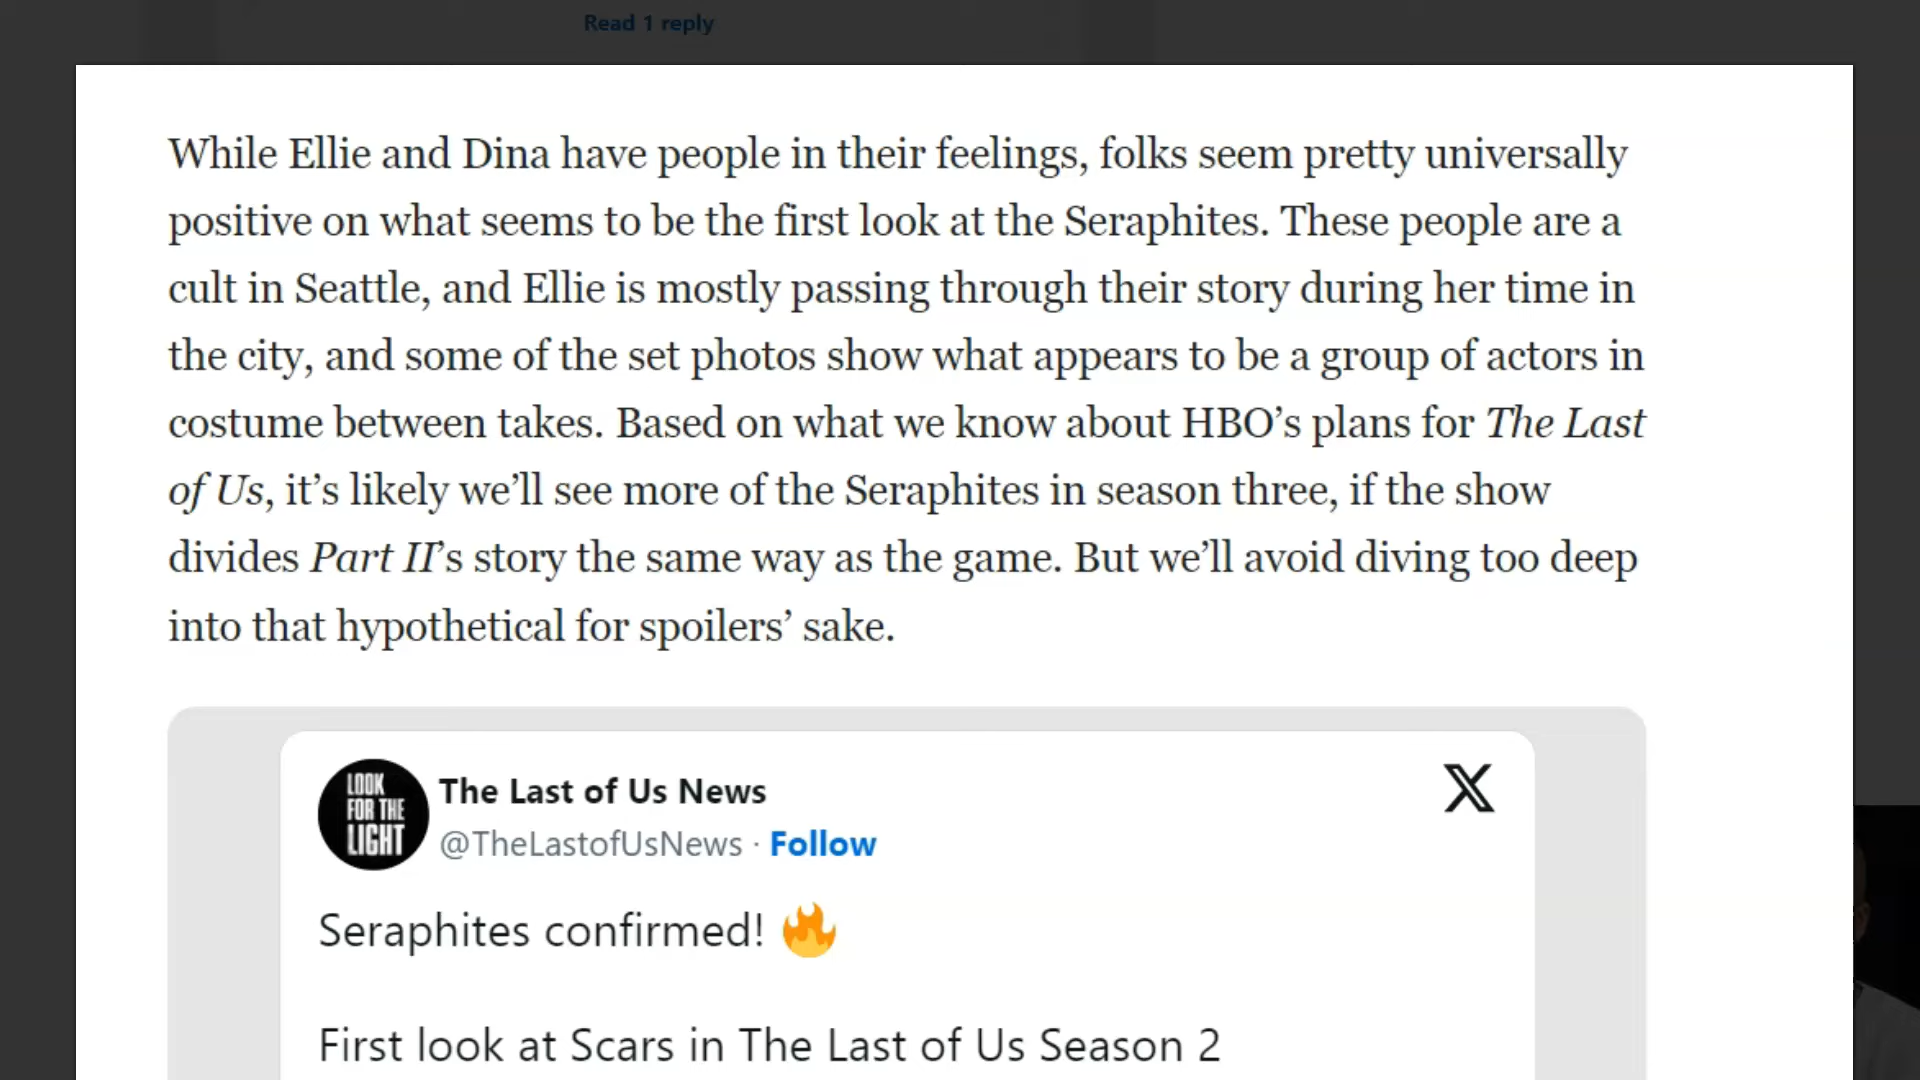 Read 1 reply
While Ellie and Dina have people in their feelings, folks seem pretty universally
positive on what seems to be the first look at the Seraphites. These people are a
cult in Seattle, and Ellie is mostly passing through their story during her time in
the city, and some of the set photos show what appears to be a group of actors in
costume between takes. Based on what we know about HBO’s plans for The Last
of Us, it’s likely we’ll see more of the Seraphites in season three, if the show
divides Part II’s story the same way as the game. But we’ll avoid diving too deep
into that hypothetical for spoilers’ sake.
LOOK
FOR THE
LIGHT
The Last of Us News
@TheLastofUsNews · Follow
Seraphites confirmed! 🔥
First look at Scars in The Last of Us Season 2